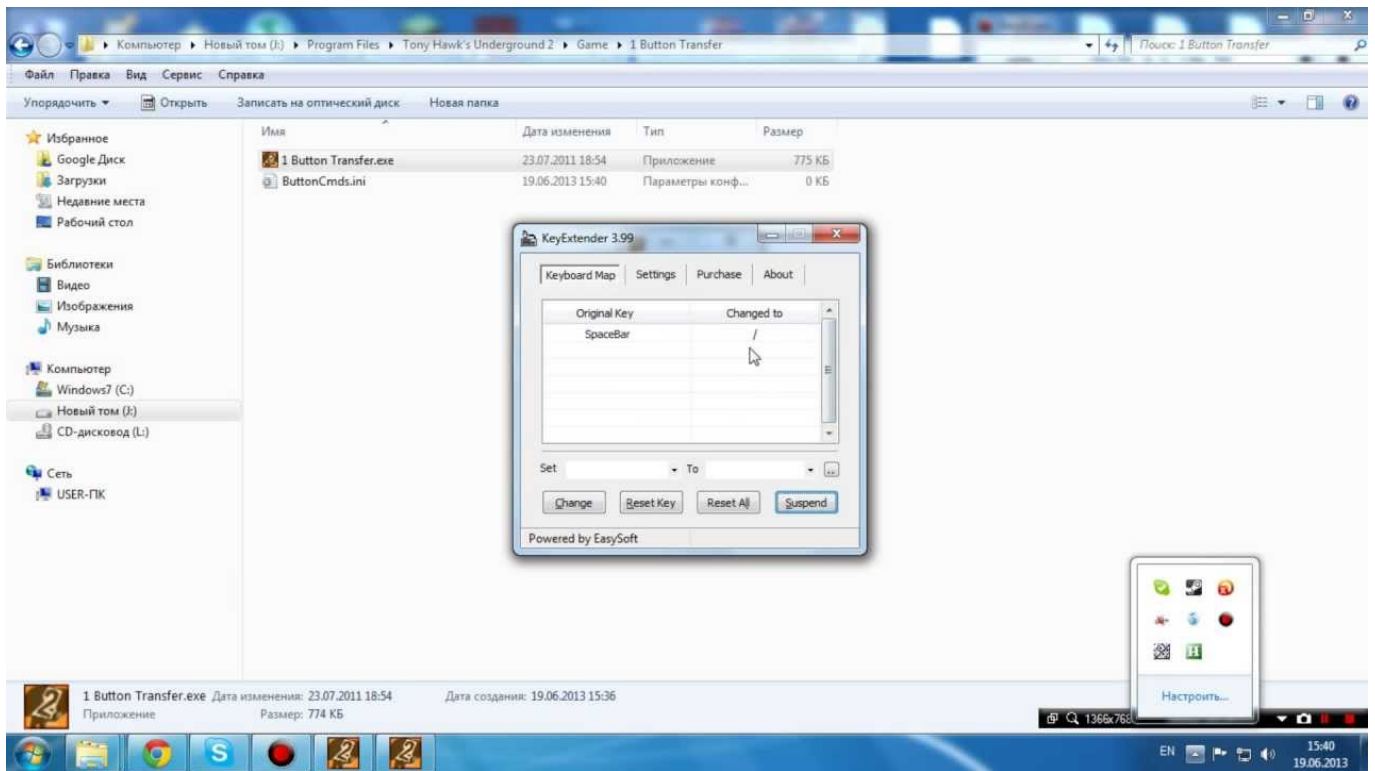 Компьютер ▸ Новый том (J:) ▸ Program Files ▸ Tony Hawk's Underground 2 ▸ Game ▸ 1 Button Transfer
Поиск: 1 Button Transfer
Файл Правка Вид Сервис Справка
Упорядочить Открыть Записать на оптический диск Новая папка
Имя Дата изменения Тип Размер
1 Button Transfer.exe 23.07.2011 18:54 Приложение 775 КБ
ButtonCmds.ini 19.06.2013 15:40 Параметры конф... 0 КБ
Избранное
Google Диск
Загрузки
Недавние места
Рабочий стол
Библиотеки
Видео
Изображения
Музыка
Компьютер
Windows7 (C:)
Новый том (J:)
CD-дисковод (L:)
Сеть
USER-ПК
KeyExtender 3.99
Keyboard Map Settings Purchase About
Original Key Changed to
SpaceBar /
Set To ..
Change Reset Key Reset All Suspend
Powered by EasySoft
Настроить...
1 Button Transfer.exe Дата изменения: 23.07.2011 18:54 Дата создания: 19.06.2013 15:36
Приложение Размер: 774 КБ
1366x768
EN 15:40
19.06.2013